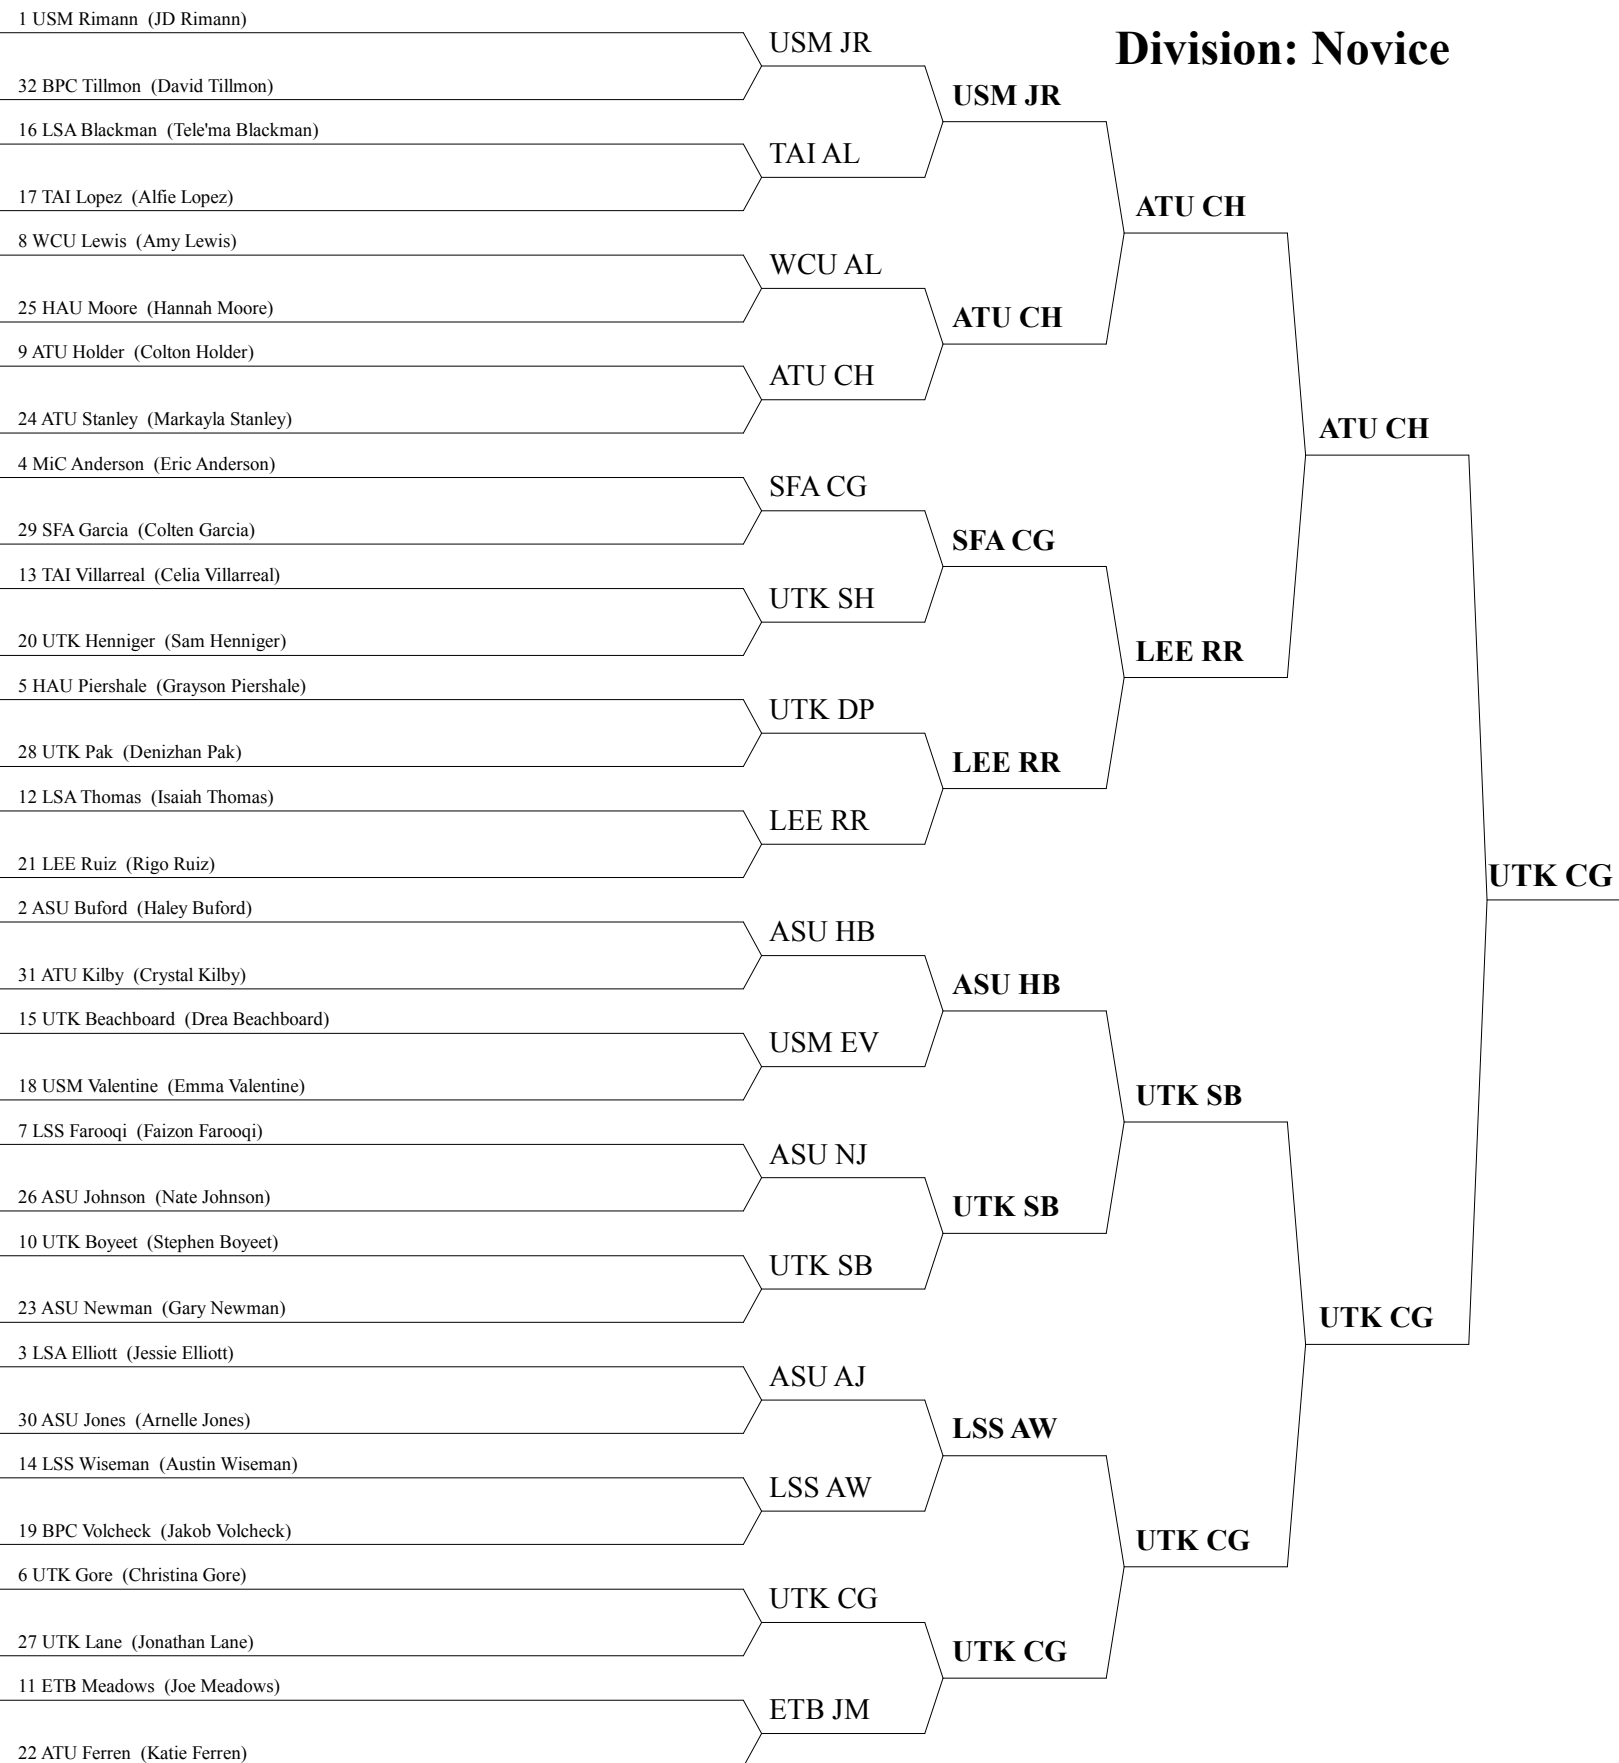 Division: Novice
1 USM Rimann (JD Rimann)
32 BPC Tillmon (David Tillmon)
16 LSA Blackman (Tele'ma Blackman)
17 TAI Lopez (Alfie Lopez)
8 WCU Lewis (Amy Lewis)
25 HAU Moore (Hannah Moore)
9 ATU Holder (Colton Holder)
24 ATU Stanley (Markayla Stanley)
4 MiC Anderson (Eric Anderson)
29 SFA Garcia (Colten Garcia)
13 TAI Villarreal (Celia Villarreal)
20 UTK Henniger (Sam Henniger)
5 HAU Piershale (Grayson Piershale)
28 UTK Pak (Denizhan Pak)
12 LSA Thomas (Isaiah Thomas)
21 LEE Ruiz (Rigo Ruiz)
2 ASU Buford (Haley Buford)
31 ATU Kilby (Crystal Kilby)
15 UTK Beachboard (Drea Beachboard)
18 USM Valentine (Emma Valentine)
7 LSS Farooqi (Faizon Farooqi)
26 ASU Johnson (Nate Johnson)
10 UTK Boyeet (Stephen Boyeet)
23 ASU Newman (Gary Newman)
3 LSA Elliott (Jessie Elliott)
30 ASU Jones (Arnelle Jones)
14 LSS Wiseman (Austin Wiseman)
19 BPC Volcheck (Jakob Volcheck)
6 UTK Gore (Christina Gore)
27 UTK Lane (Jonathan Lane)
11 ETB Meadows (Joe Meadows)
22 ATU Ferren (Katie Ferren)
USM JR
TAI AL
WCU AL
ATU CH
SFA CG
UTK SH
UTK DP
LEE RR
ASU HB
USM EV
ASU NJ
UTK SB
ASU AJ
LSS AW
UTK CG
ETB JM
USM JR
ATU CH
SFA CG
LEE RR
ASU HB
UTK SB
LSS AW
UTK CG
ATU CH
LEE RR
UTK SB
UTK CG
ATU CH
UTK CG
UTK CG